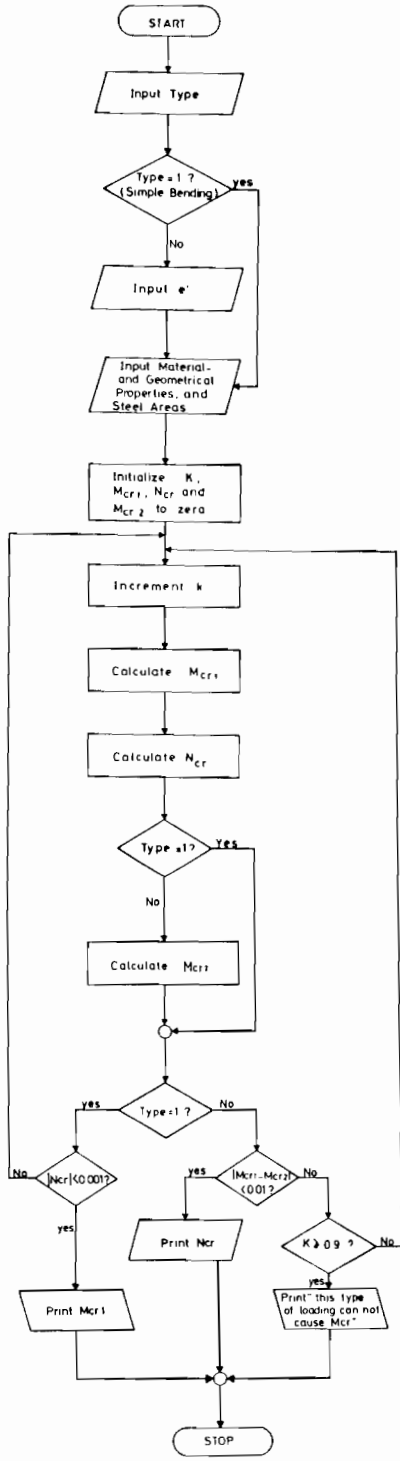 START
Input Type
Type = 1 ?
(Simple Bending)
yes
No
Input e'
Input Material-
and Geometrical
Properties, and
Steel Areas
Initialize K,
Mcr1, Ncr and
Mcr 2 to zero
Increment k
Calculate Mcr1
Calculate Ncr
Type =1?
Yes
No
Calculate
Type=1 ?
yes
No
|Ncr|<0.001?
No
yes
|Mcr1-Mcr2|
<0.01?
yes
No
Print Ncr
K ≥ 0.9 ?
No
yes
Print Mcr1
Print "this type
of loading can not
cause Mcr"
STOP